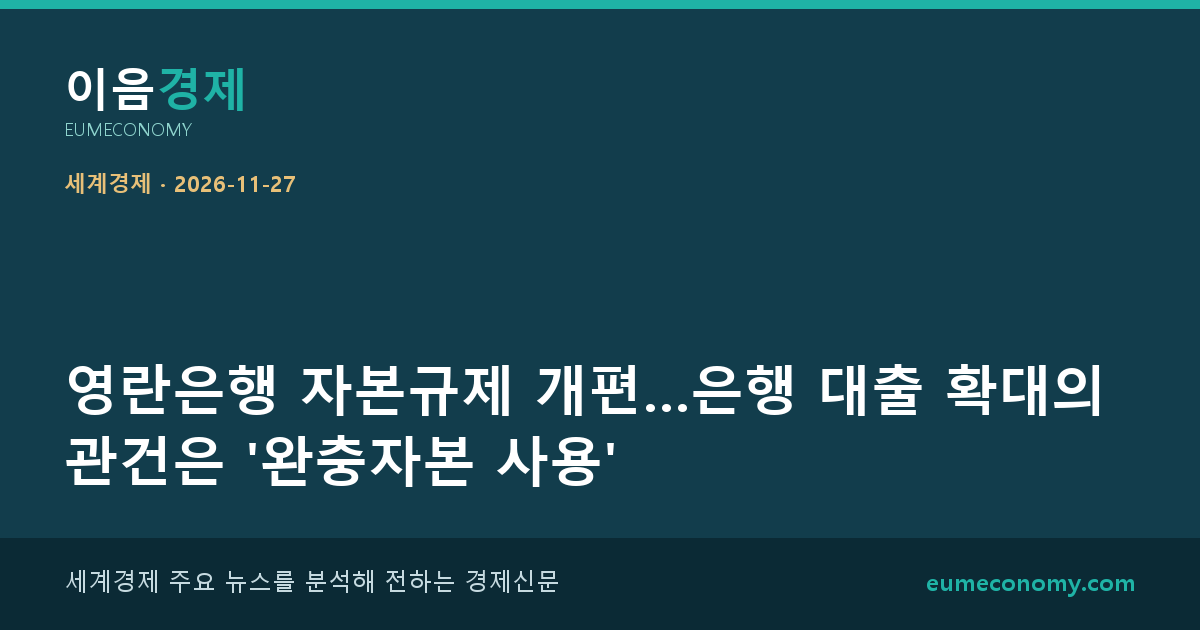 이음경제
EUMECONOMY
세계경제 · 2026-11-27
영란은행 자본규제 개편...은행 대출 확대의
관건은 '완충자본 사용'
세계경제 주요 뉴스를 분석해 전하는 경제신문
eumeconomy.com